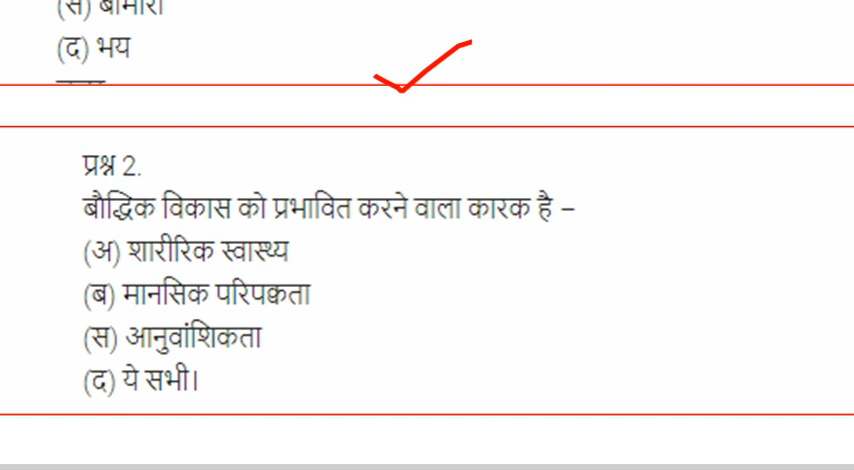 (स) बीमारी
(द) भय
प्रश्न 2.
बौद्धिक विकास को प्रभावित करने वाला कारक है –
(अ) शारीरिक स्वास्थ्य
(ब) मानसिक परिपक्वता
(स) आनुवांशिकता
(द) ये सभी।